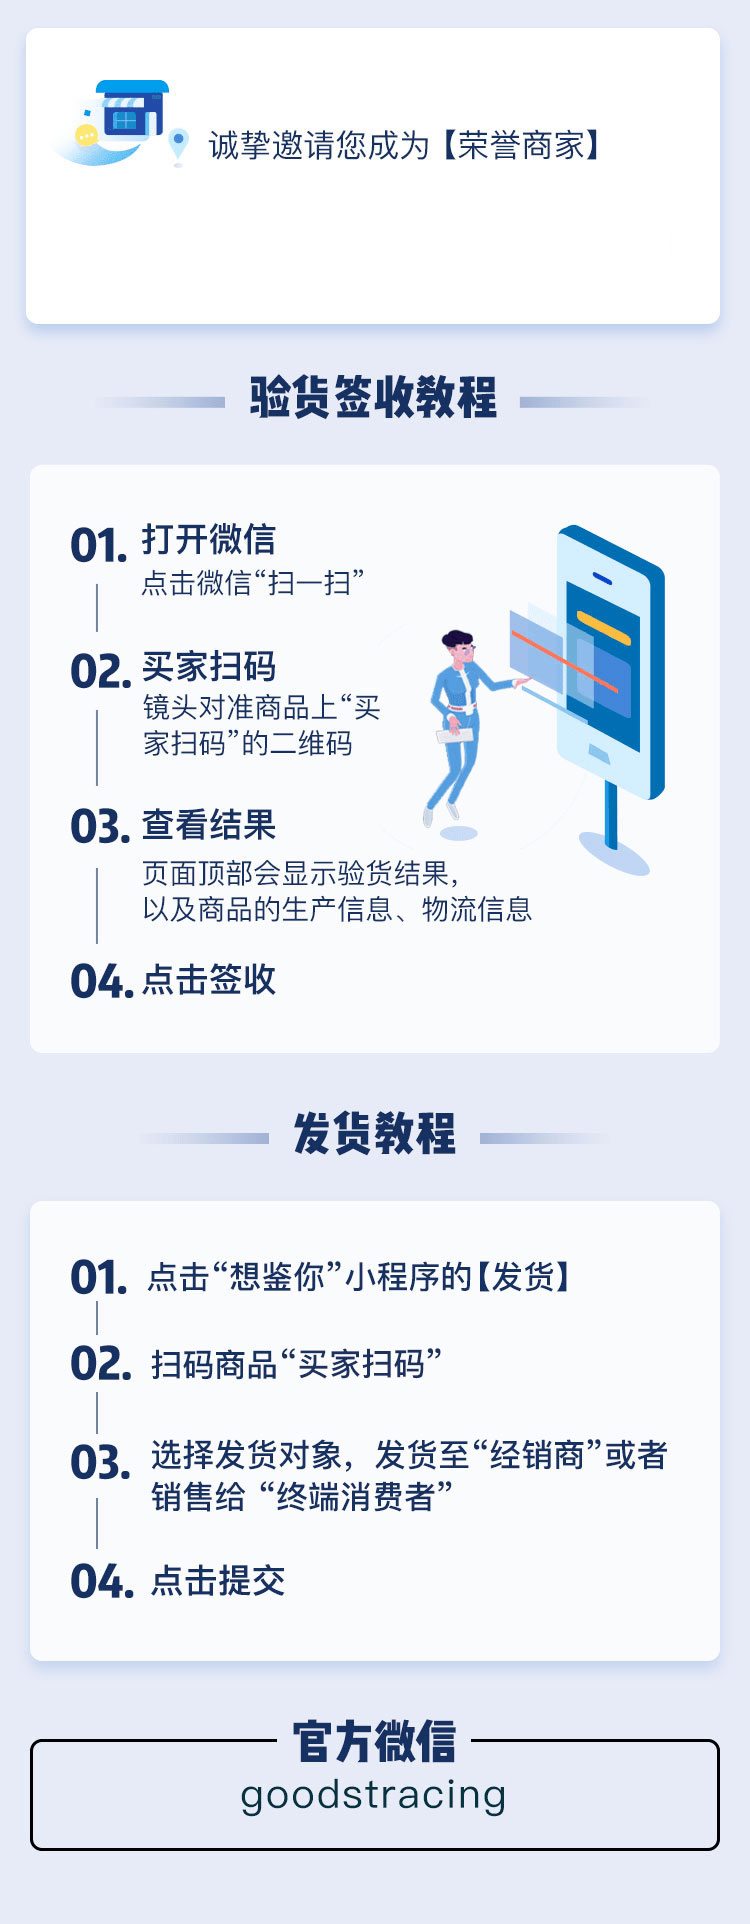 诚挚邀请您成为【荣誉商家】
验货签收教程
01. 打开微信
点击微信“扫一扫”
02. 买家扫码
镜头对准商品上“买
家扫码”的二维码
03. 查看结果
页面顶部会显示验货结果，
以及商品的生产信息、物流信息
04. 点击签收
发货教程
01. 点击“想鉴你”小程序的【发货】
02. 扫码商品“买家扫码”
03. 选择发货对象，发货至“经销商”或者
销售给 “终端消费者”
04. 点击提交
官方微信
goodstracing